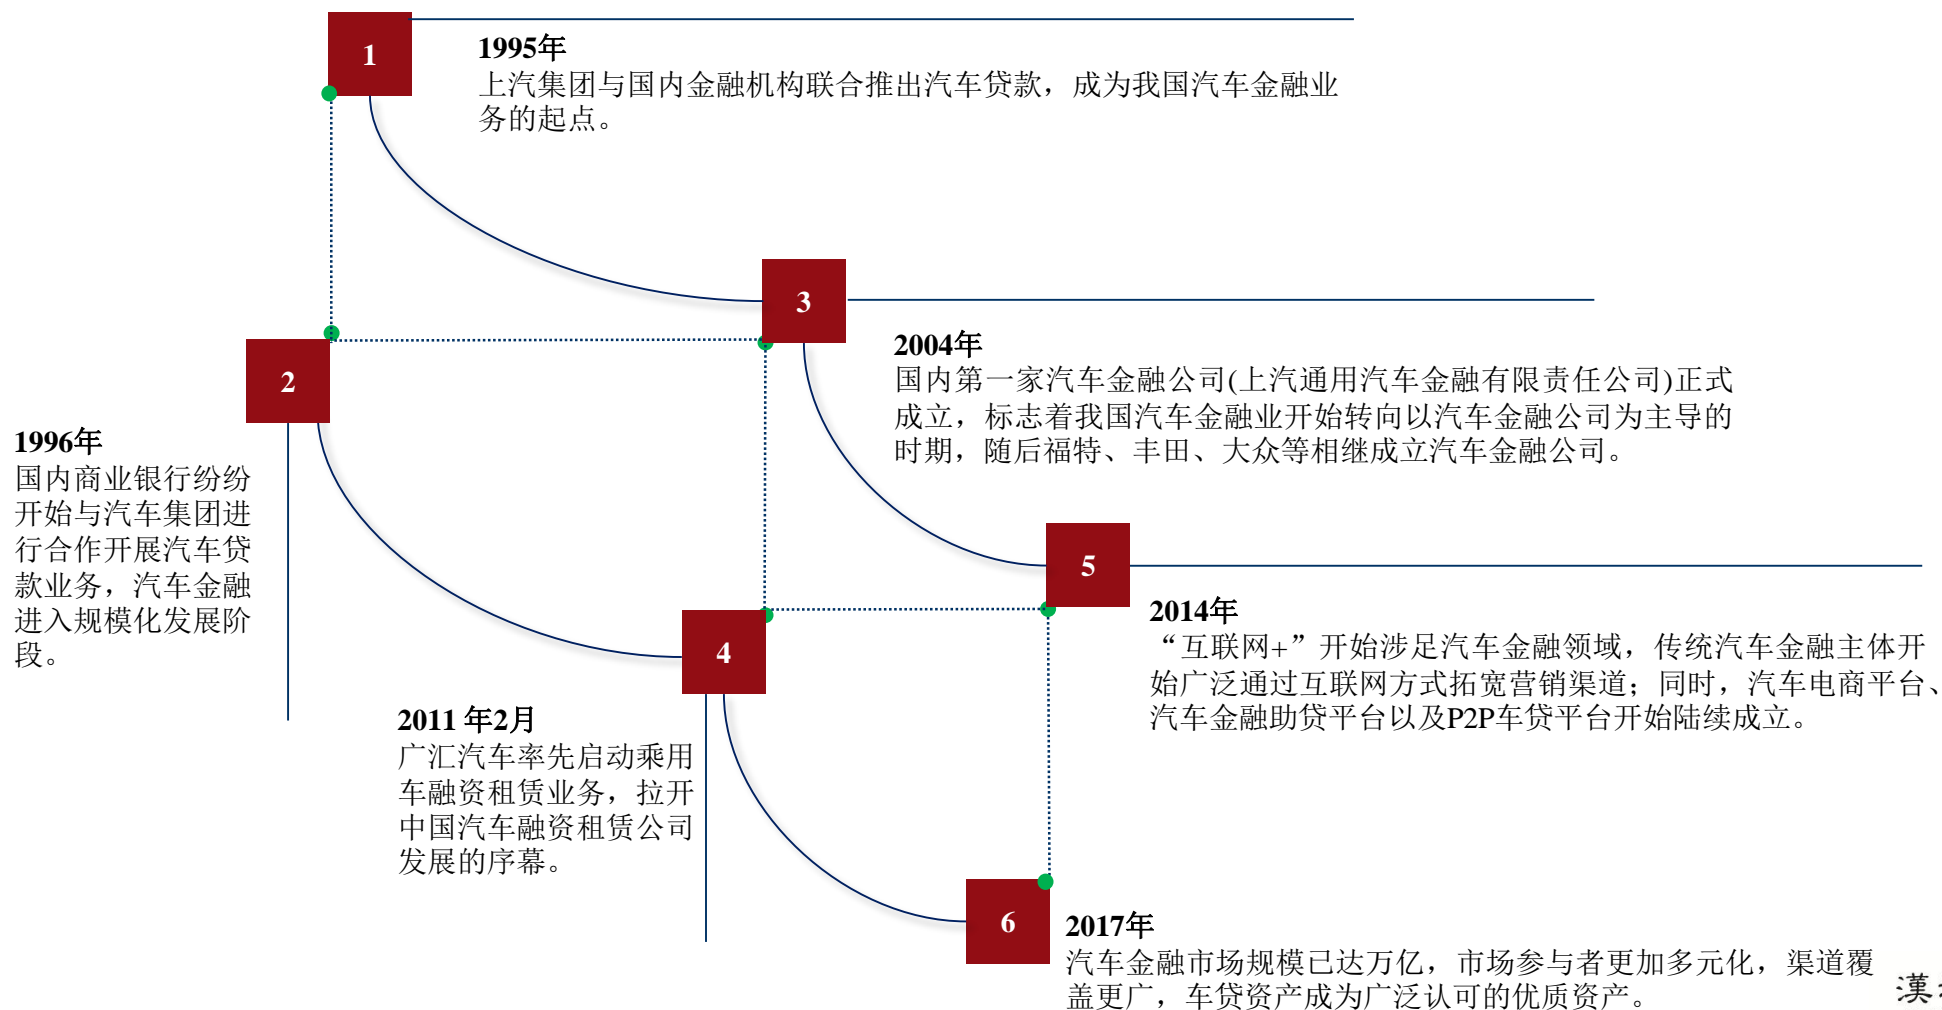 1
1995年
上汽集团与国内金融机构联合推出汽车贷款，成为我国汽车金融业
务的起点。
2
1996年
国内商业银行纷纷
开始与汽车集团进
行合作开展汽车贷
款业务，汽车金融
进入规模化发展阶
段。
3
2004年
国内第一家汽车金融公司(上汽通用汽车金融有限责任公司)正式
成立，标志着我国汽车金融业开始转向以汽车金融公司为主导的
时期，随后福特、丰田、大众等相继成立汽车金融公司。
4
2011 年2月
广汇汽车率先启动乘用
车融资租赁业务，拉开
中国汽车融资租赁公司
发展的序幕。
5
2014年
“互联网+”开始涉足汽车金融领域，传统汽车金融主体开
始广泛通过互联网方式拓宽营销渠道；同时，汽车电商平台、
汽车金融助贷平台以及P2P车贷平台开始陆续成立。
6
2017年
汽车金融市场规模已达万亿，市场参与者更加多元化，渠道覆
盖更广，车贷资产成为广泛认可的优质资产。
漢